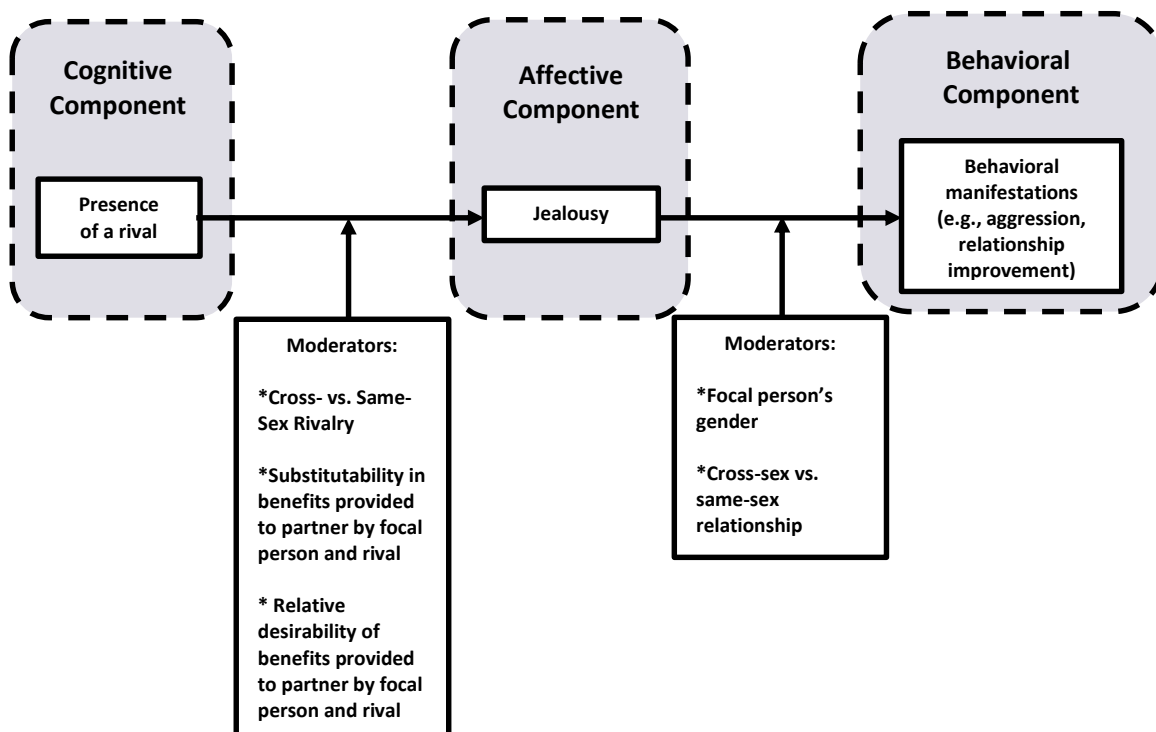 Cognitive
Component
Presence
of a rival
Affective
Component
Jealousy
Behavioral
Component
Behavioral
manifestations
(e.g., aggression,
relationship
improvement)
Moderators:
*Cross- vs. Same-
Sex Rivalry
*Substitutability in
benefits provided
to partner by focal
person and rival
* Relative
desirability of
benefits provided
to partner by focal
person and rival
Moderators:
*Focal person’s
gender
*Cross-sex vs.
same-sex
relationship